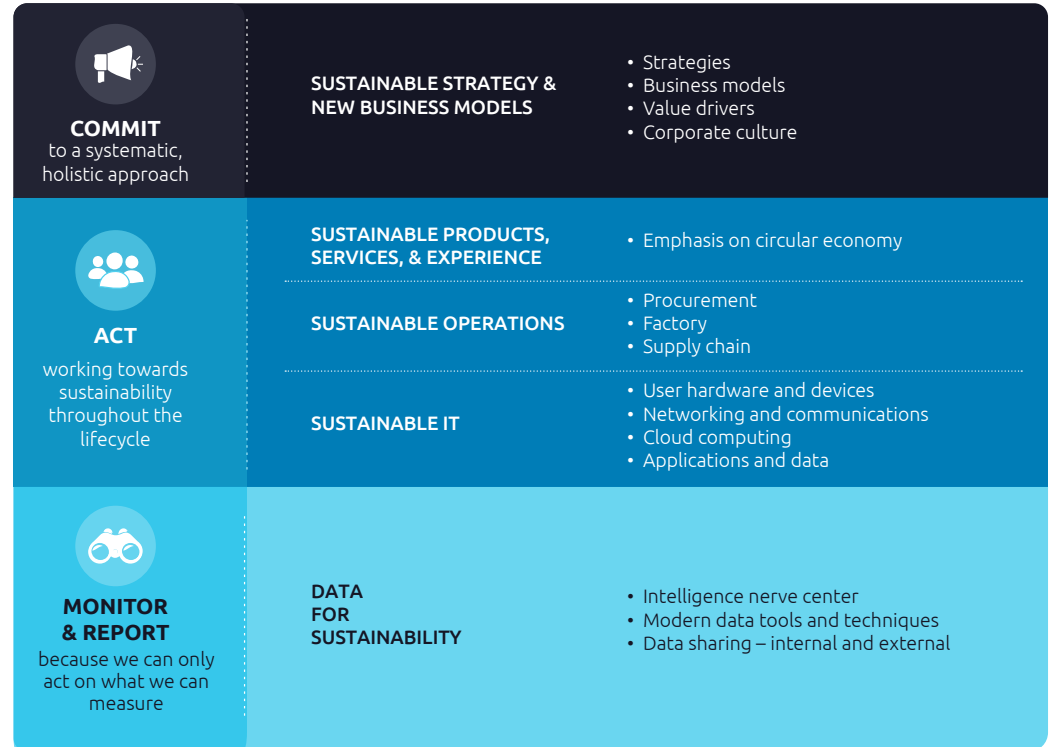 COMMIT
to a systematic,
holistic approach
SUSTAINABLE STRATEGY &
NEW BUSINESS MODELS
• Strategies
• Business models
• Value drivers
• Corporate culture
ACT
working towards
sustainability
throughout the
lifecycle
SUSTAINABLE PRODUCTS,
SERVICES, & EXPERIENCE
• Emphasis on circular economy
SUSTAINABLE OPERATIONS
• Procurement
• Factory
• Supply chain
SUSTAINABLE IT
• User hardware and devices
• Networking and communications
• Cloud computing
• Applications and data
MONITOR
& REPORT
because we can only
act on what we can
measure
DATA
FOR
SUSTAINABILITY
• Intelligence nerve center
• Modern data tools and techniques
• Data sharing – internal and external